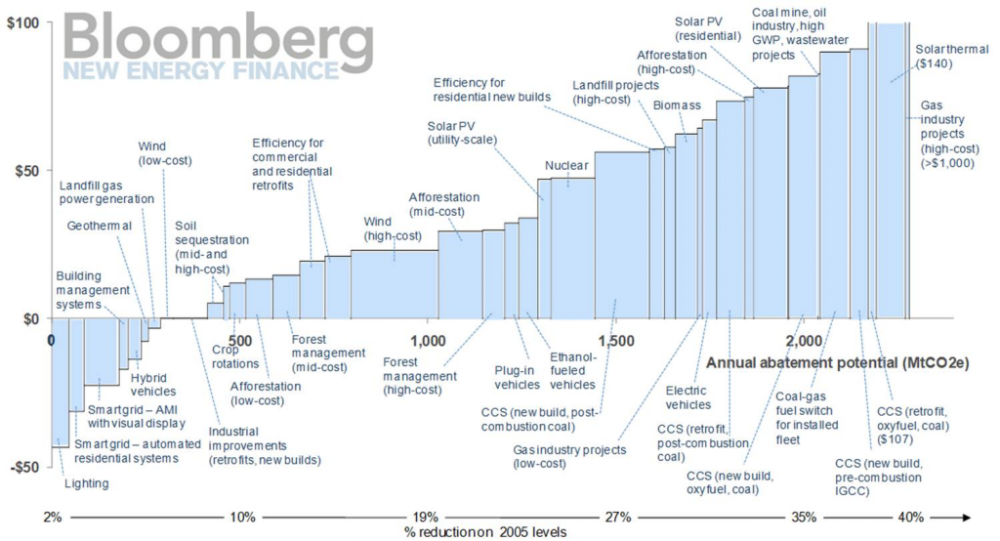 Bloomberg
NEW ENERGY FINANCE
$100
$50
$0
-$50
0
500
1,000
1,500
2,000
Annual abatement potential (MtCO2e)
Lighting
Smartgrid – automated
residential systems
Smartgrid – AMI
with visual display
Building
management
systems
Hybrid
vehicles
Geothermal
Landfill gas
power generation
Wind
(low-cost)
Industrial
improvements
(retrofits, new builds)
Soil
sequestration
(mid- and
high-cost)
Crop
rotations
Afforestation
(low-cost)
Forest
management
(mid-cost)
Efficiency for
commercial
and residential
retrofits
Wind
(high-cost)
Afforestation
(mid-cost)
Forest
management
(high-cost)
Plug-in
vehicles
Ethanol-
fueled
vehicles
Solar PV
(utility-scale)
Nuclear
CCS (new build, post-
combustion coal)
Efficiency for
residential new builds
Landfill projects
(high-cost)
Biomass
Gas industry projects
(low-cost)
Electric
vehicles
CCS (retrofit,
post-combustion
coal)
Afforestation
(high-cost)
Solar PV
(residential)
CCS (new build,
oxyfuel, coal)
Coal mine, oil
industry, high
GWP, wastewater
projects
Coal-gas
fuel switch
for installed
fleet
CCS (new build,
pre-combustion
IGCC)
CCS (retrofit,
oxyfuel, coal)
($107)
Solar thermal
($140)
Gas
industry
projects
(high-cost)
(>$1,000)
2%
10%
19%
27%
35%
40%
% reduction on 2005 levels